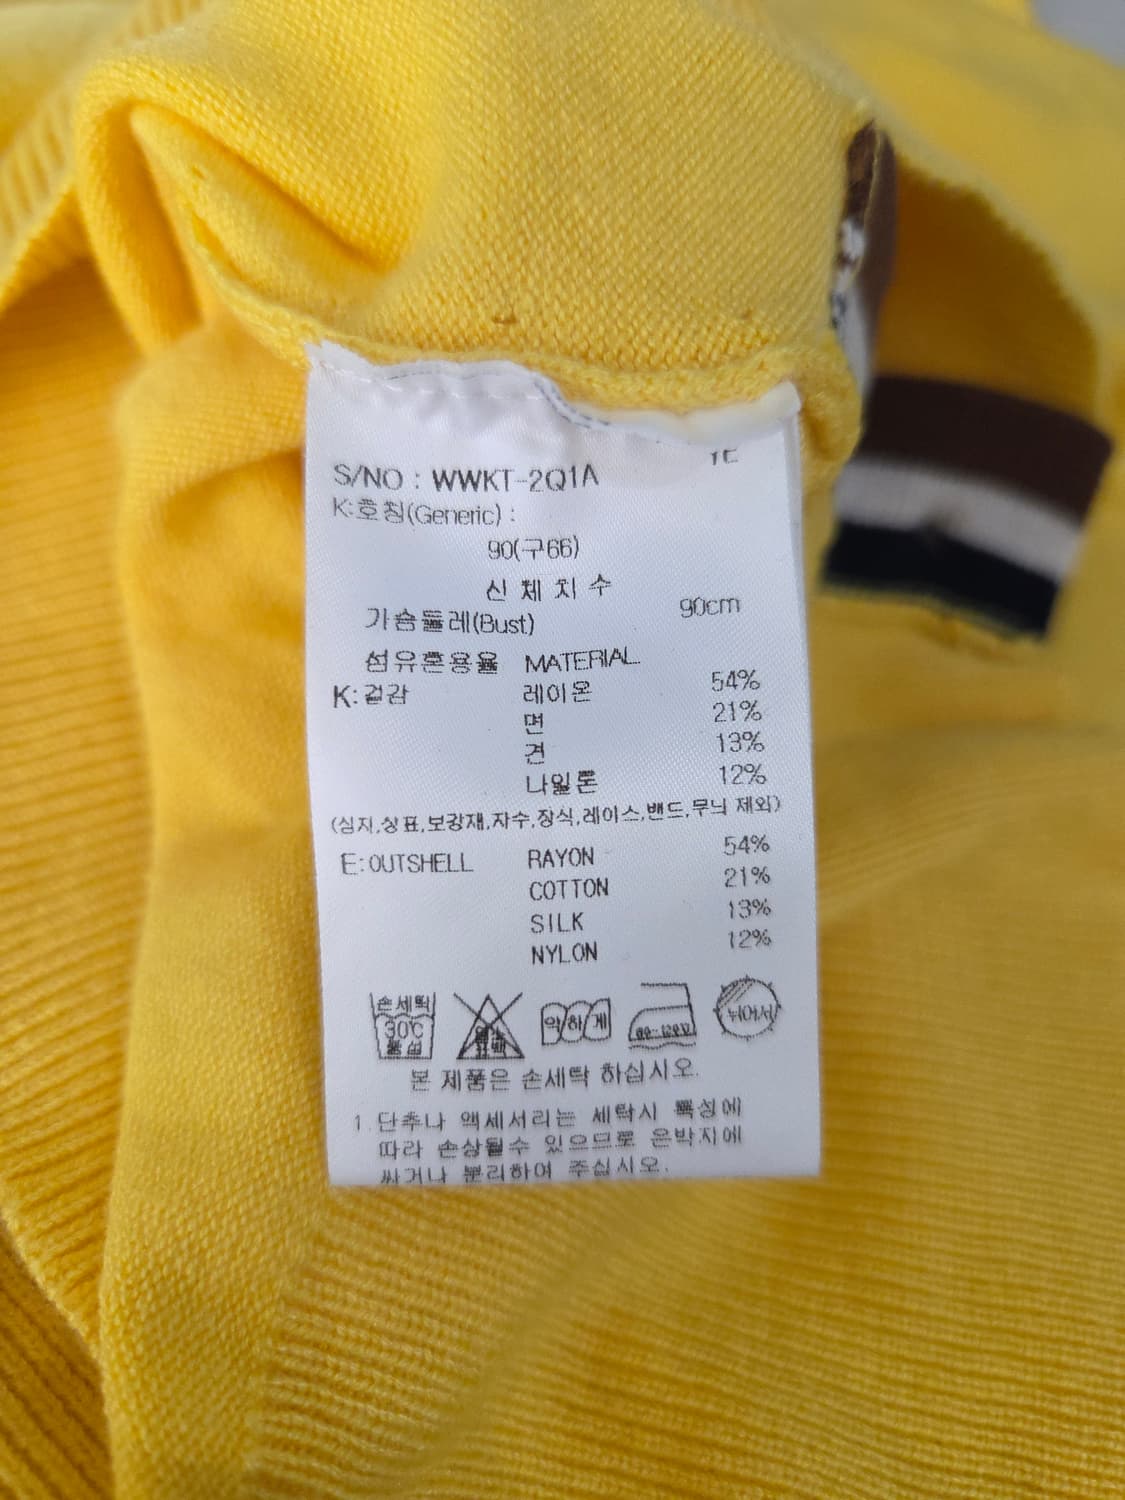 S/NO : WWKT-2Q1A
K:호칭(Generic) :
90(구66)
신 체 치 수
가슴둘레(Bust) 90cm
섬유혼용율 MATERIAL
K: 겉감 레이온 54%
면 21%
견 13%
나일론 12%
(심지,상표,보강재,자수,장식,레이스,밴드,무늬 제외)
E: OUTSHELL RAYON 54%
COTTON 21%
SILK 13%
NYLON 12%
손세탁 약하게 뉘어서
30℃
중성
본 제품은 손세탁 하십시오.
1. 단추나 액세서리는 세탁시 특성에
따라 손상될수 있으므로 은박지에
싸거나 분리하여 주십시오.